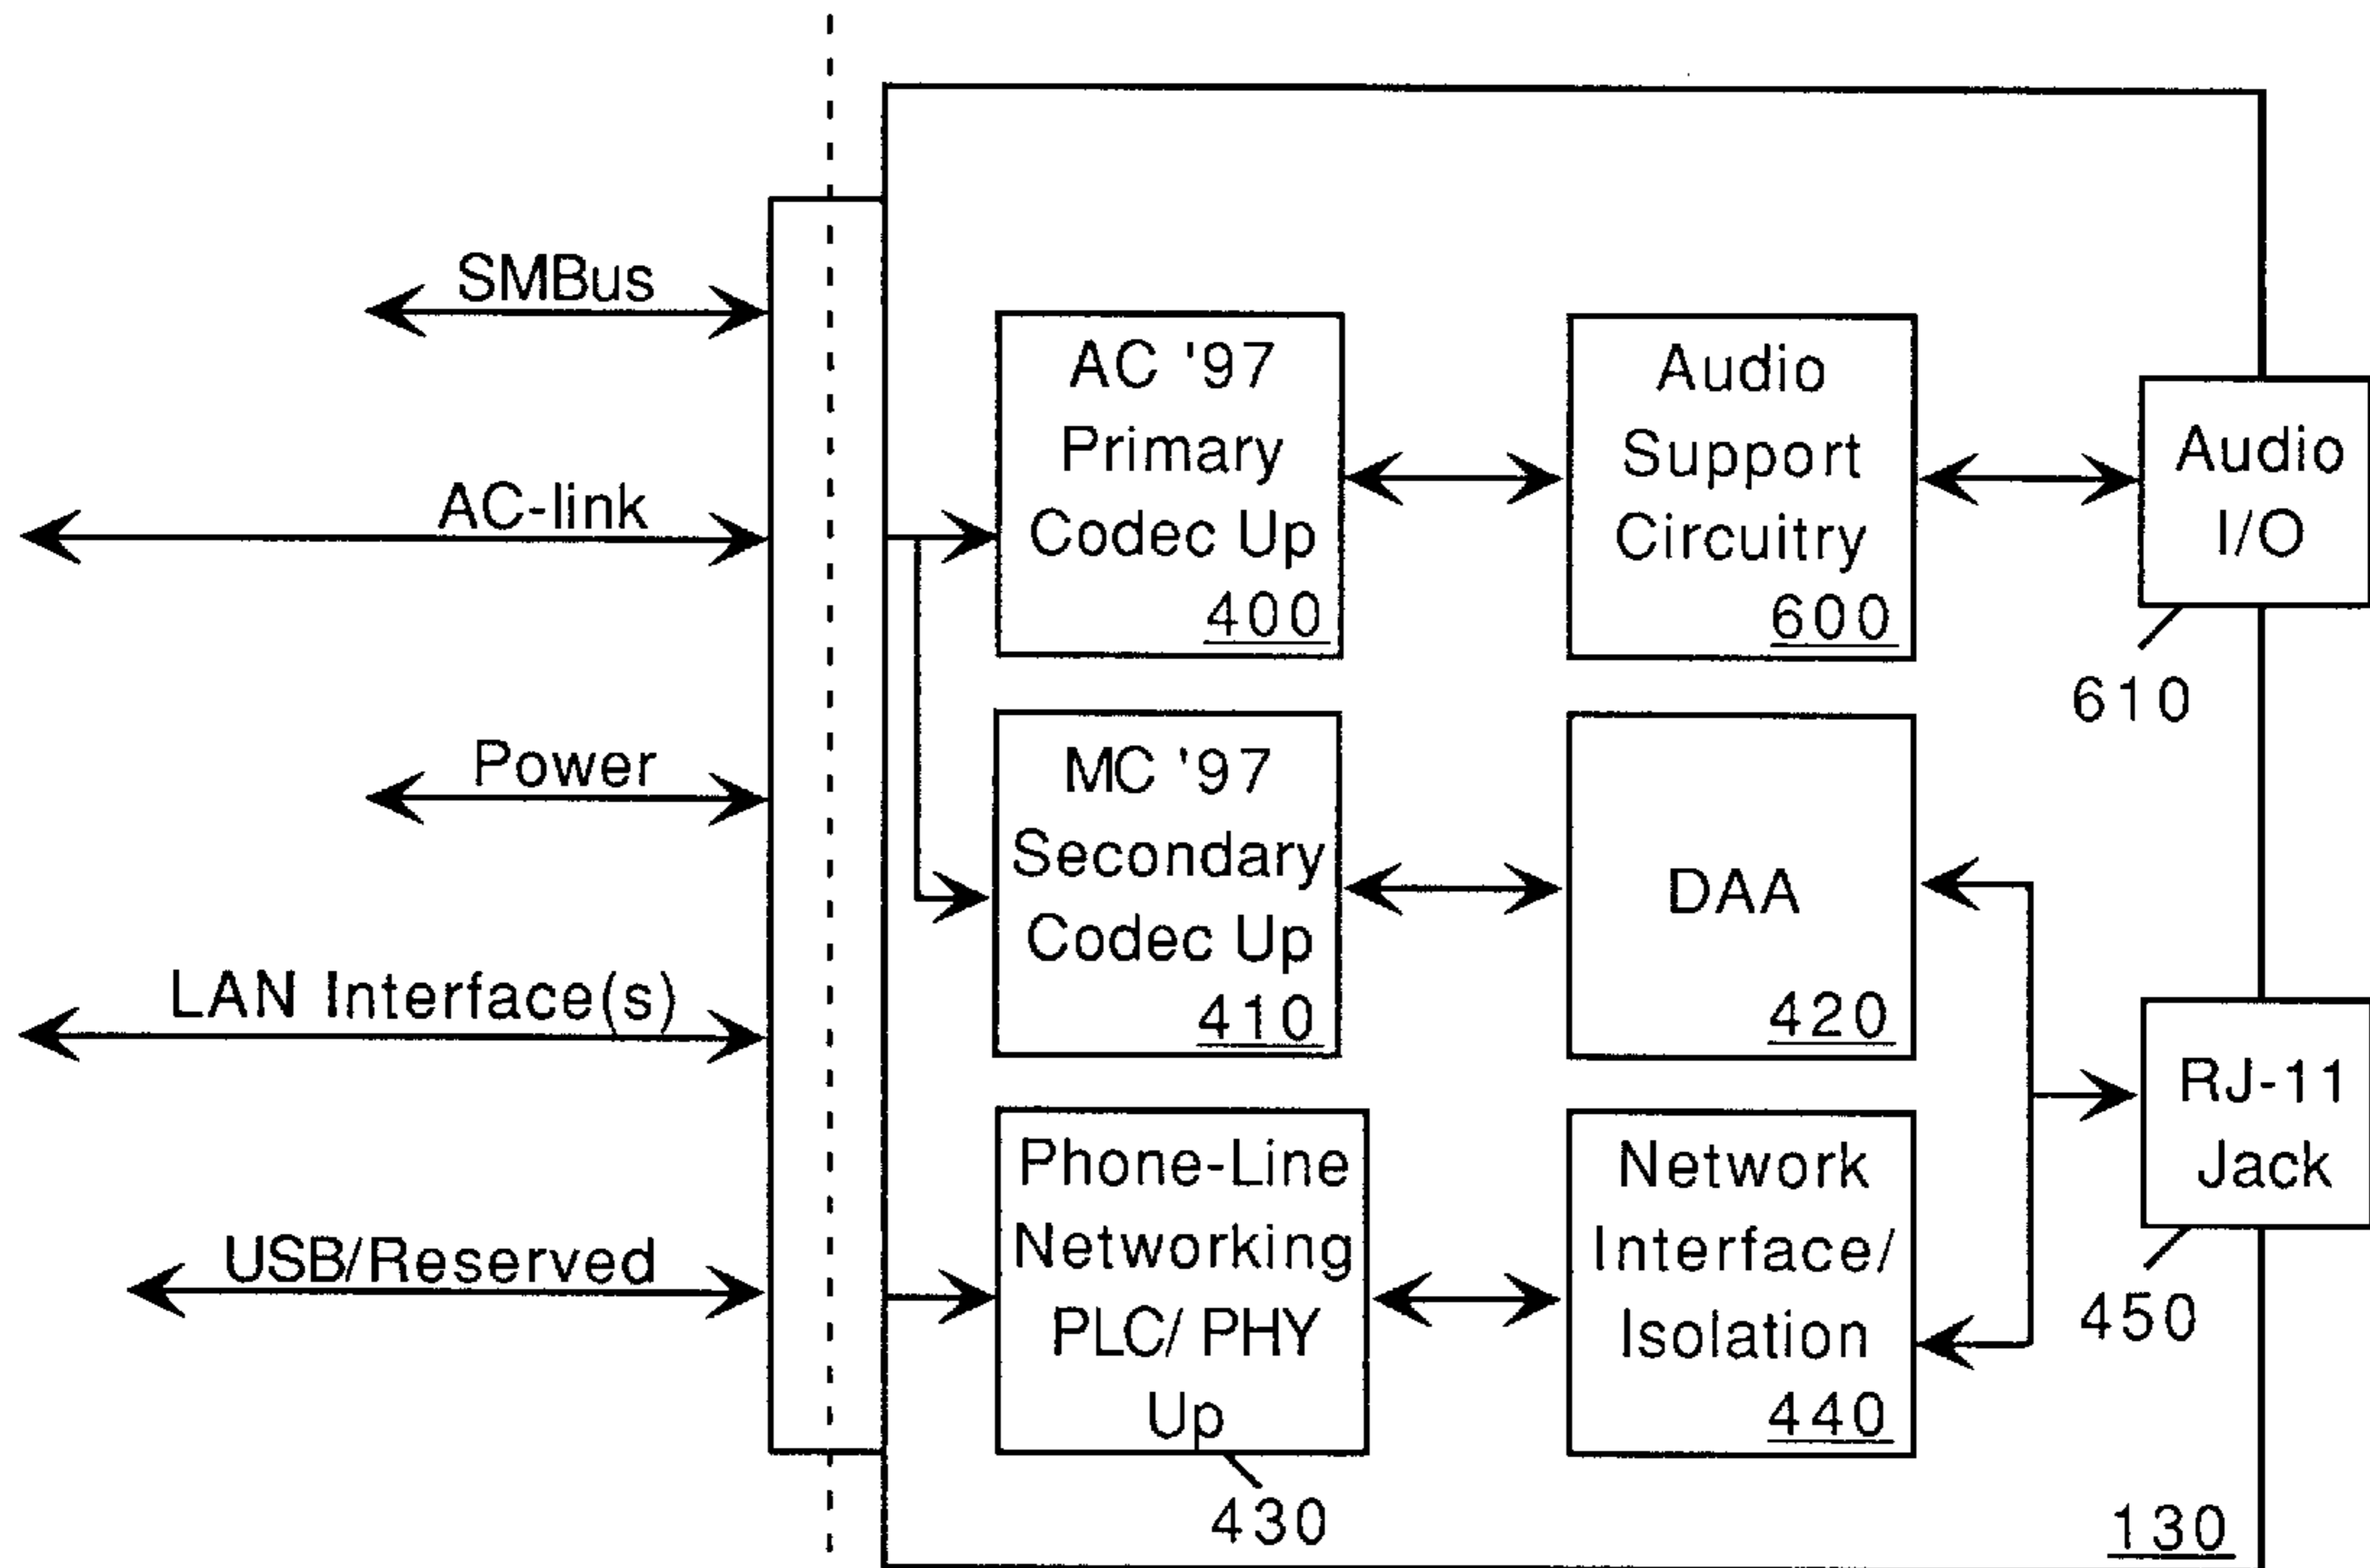 SMBus
AC-link
Power
LAN Interface(s)
USB/Reserved
AC '97
Primary
Codec Up
400
Audio
Support
Circuitry
600
Audio
I/O
610
MC '97
Secondary
Codec Up
410
DAA
420
RJ-11
Jack
450
Phone-Line
Networking
PLC/ PHY
Up
430
Network
Interface/
Isolation
440
130